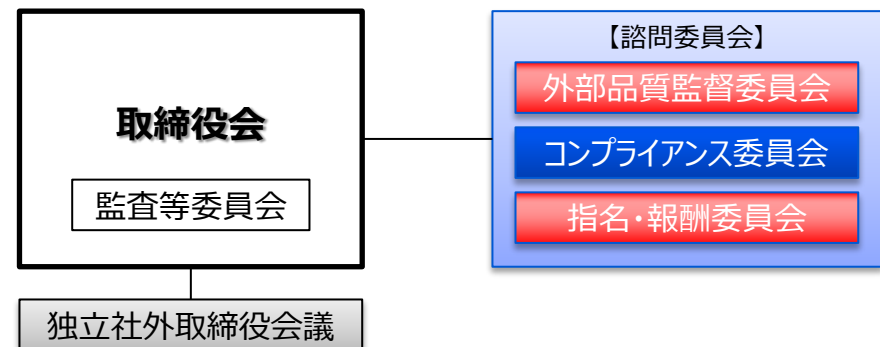 取締役会
監査等委員会
独立社外取締役会議
【諮問委員会】
外部品質監督委員会
コンプライアンス委員会
指名・報酬委員会